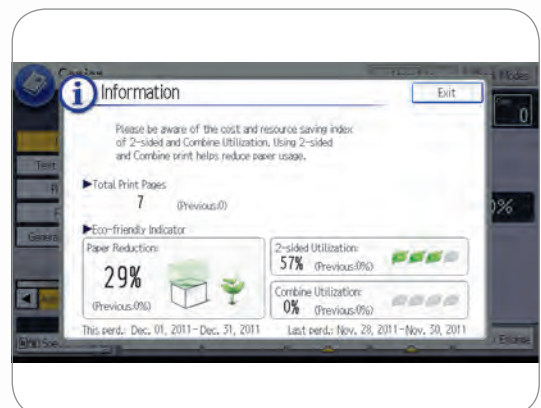 Copier
Modes
Information
Exit
0
Please be aware of the cost and
resource saving index
of 2-sided and Combine Utilization. Using 2-sided
and Combine print helps reduce paper usage.
▶Total Print Pages
7 (Previous:0)
▶Eco-friendly Indicator
Paper Reduction:
29%
(Previous:0%)
2-sided Utilization:
57% (Previous:0%)
Combine Utilization:
0% (Previous:0%)
This perd.: Dec. 01, 2011-Dec. 31, 2011
Last perd.: Nov. 28, 2011-Nov. 30, 2011